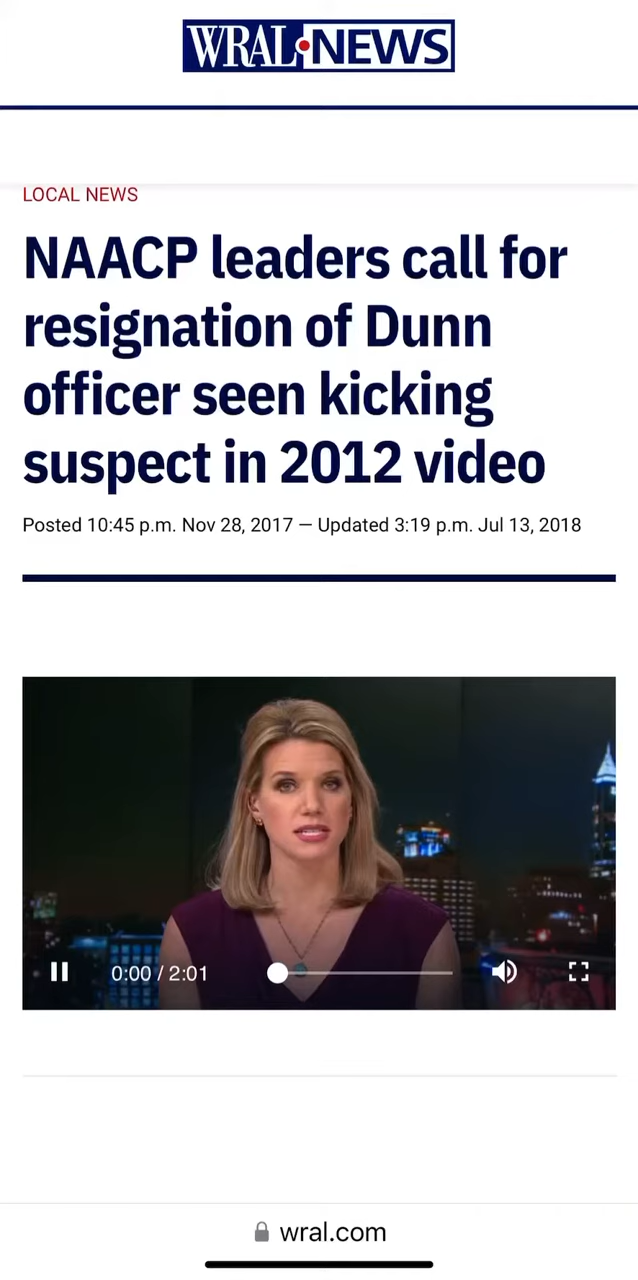 WRAL NEWS
LOCAL NEWS
NAACP leaders call for
resignation of Dunn
officer seen kicking
suspect in 2012 video
Posted 10:45 p.m. Nov 28, 2017 — Updated 3:19 p.m. Jul 13, 2018
0:00 / 2:01
wral.com